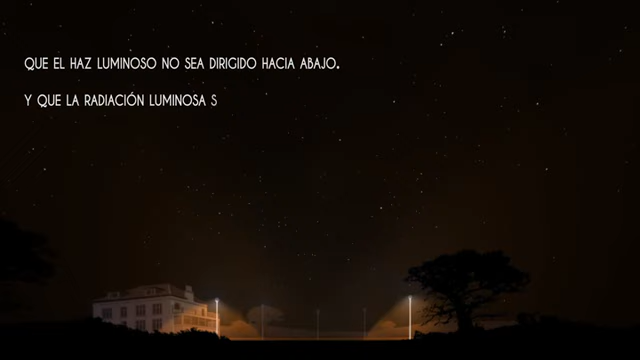 QUE EL HAZ LUMINOSO NO SEA DIRIGIDO HACIA ABAJO.
Y QUE LA RADIACIÓN LUMINOSA S